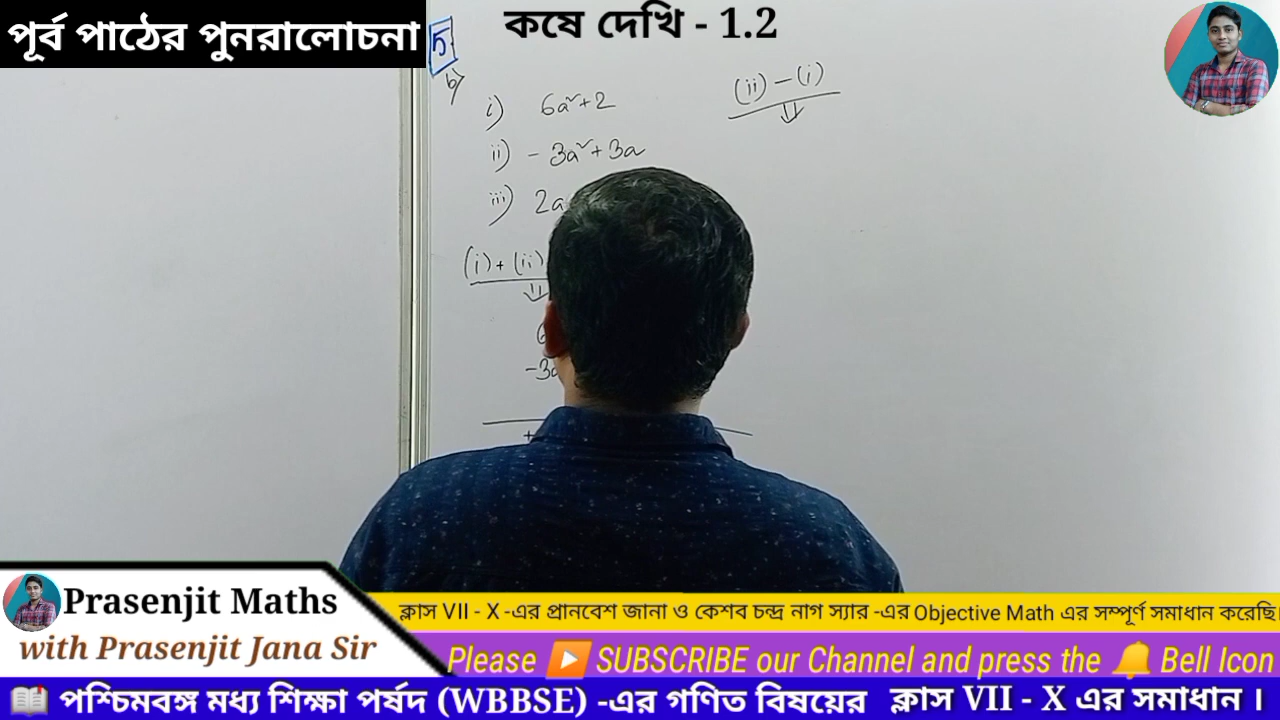 পূর্ব পাঠের পুনরালোচনা
কষে দেখি - 1.2
5
b)
i) 6a²+2
(ii) - (i)
ii) - 3a²+3a
iii) 2a
(i) + (ii)
-3a
Prasenjit Maths
with Prasenjit Jana Sir
ক্লাস VII - X -এর প্রানবেশ জানা ও কেশব চন্দ্র নাগ স্যার -এর Objective Math এর সম্পূর্ণ সমাধান করেছি।
Please SUBSCRIBE our Channel and press the Bell Icon
পশ্চিমবঙ্গ মধ্য শিক্ষা পর্ষদ (WBBSE) -এর গণিত বিষয়ের ক্লাস VII - X এর সমাধান ।